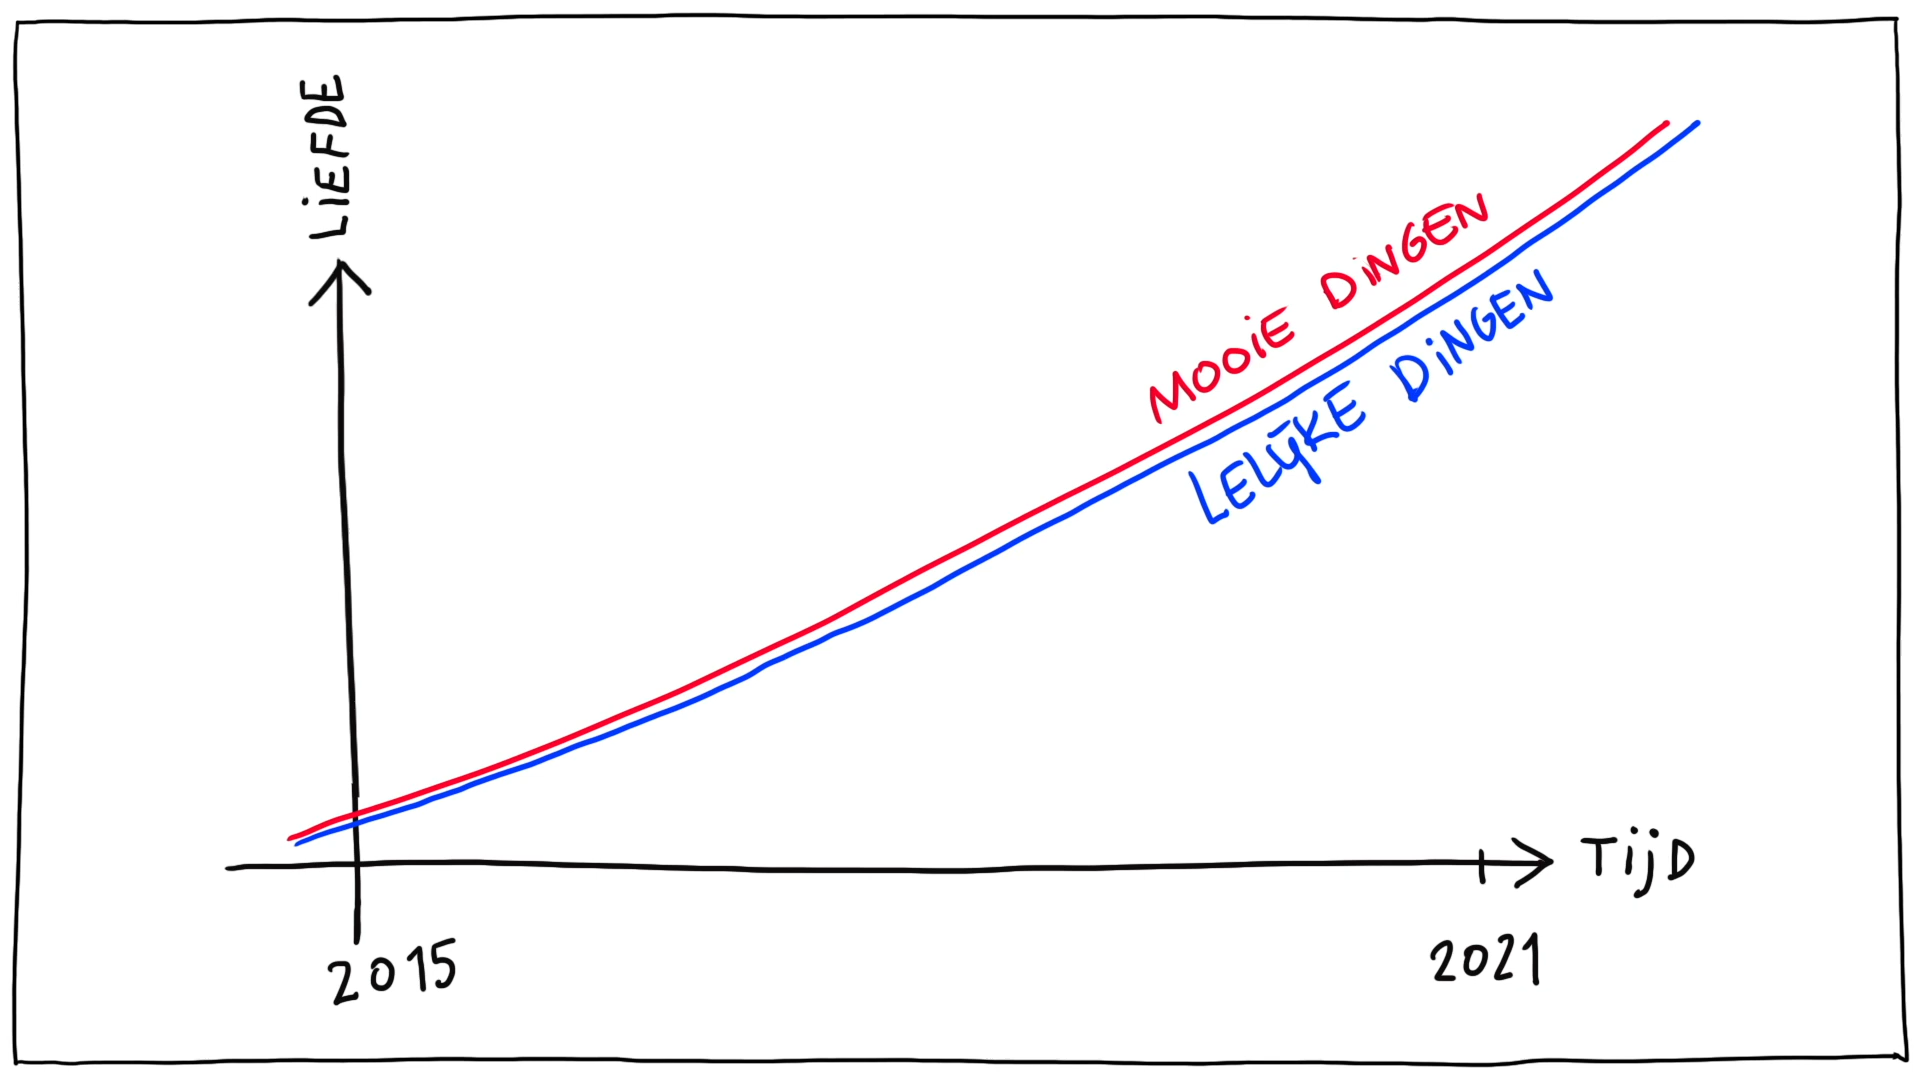 LiEFDE
MOOiE DiNGEN
LELIJKE DiNGEN
TijD
2015
2021